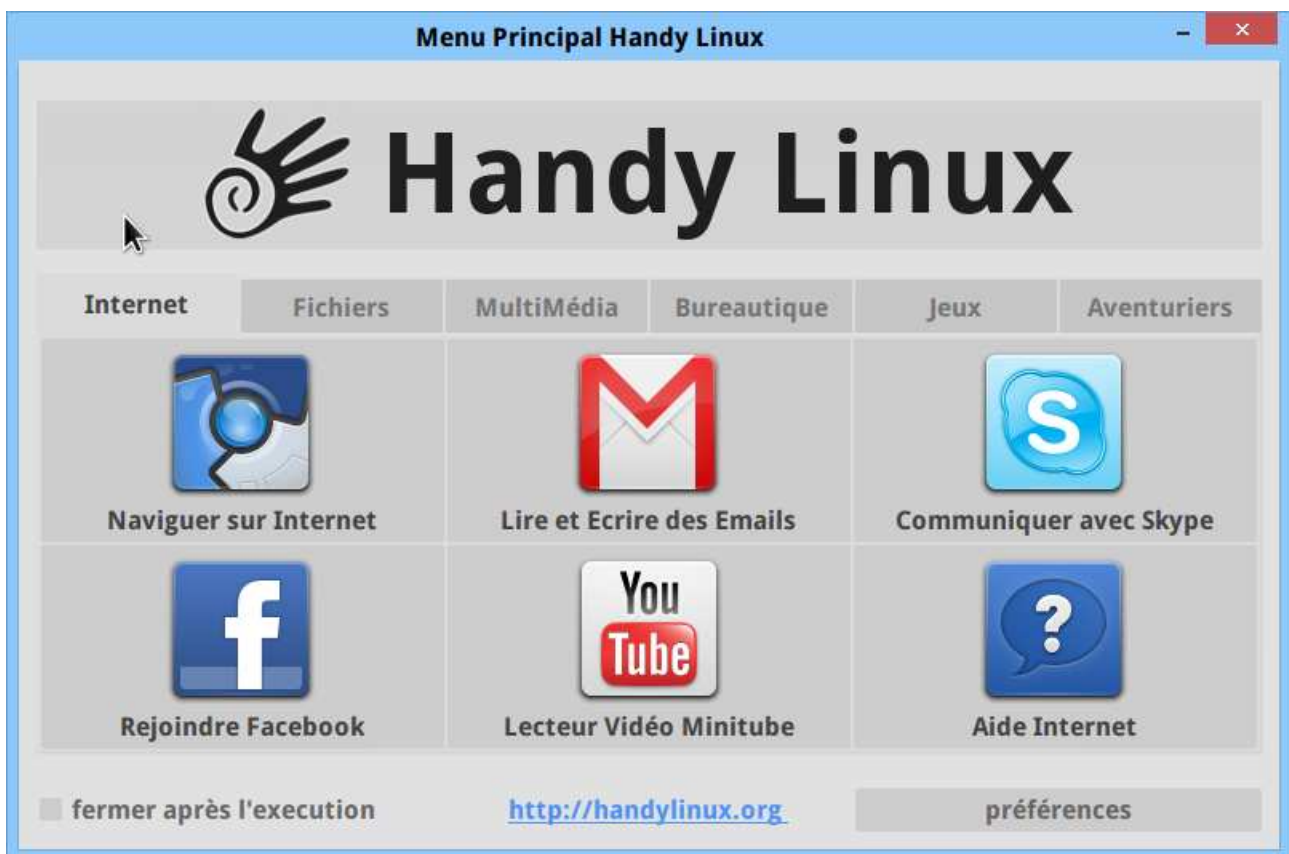 Menu Principal Handy Linux
Handy Linux
Internet Fichiers MultiMédia Bureautique Jeux Aventuriers
M S
Naviguer sur Internet Lire et Ecrire des Emails Communiquer avec Skype
f You Tube ?
Rejoindre Facebook Lecteur Vidéo Minitube Aide Internet
fermer après l'execution http://handylinux.org préférences